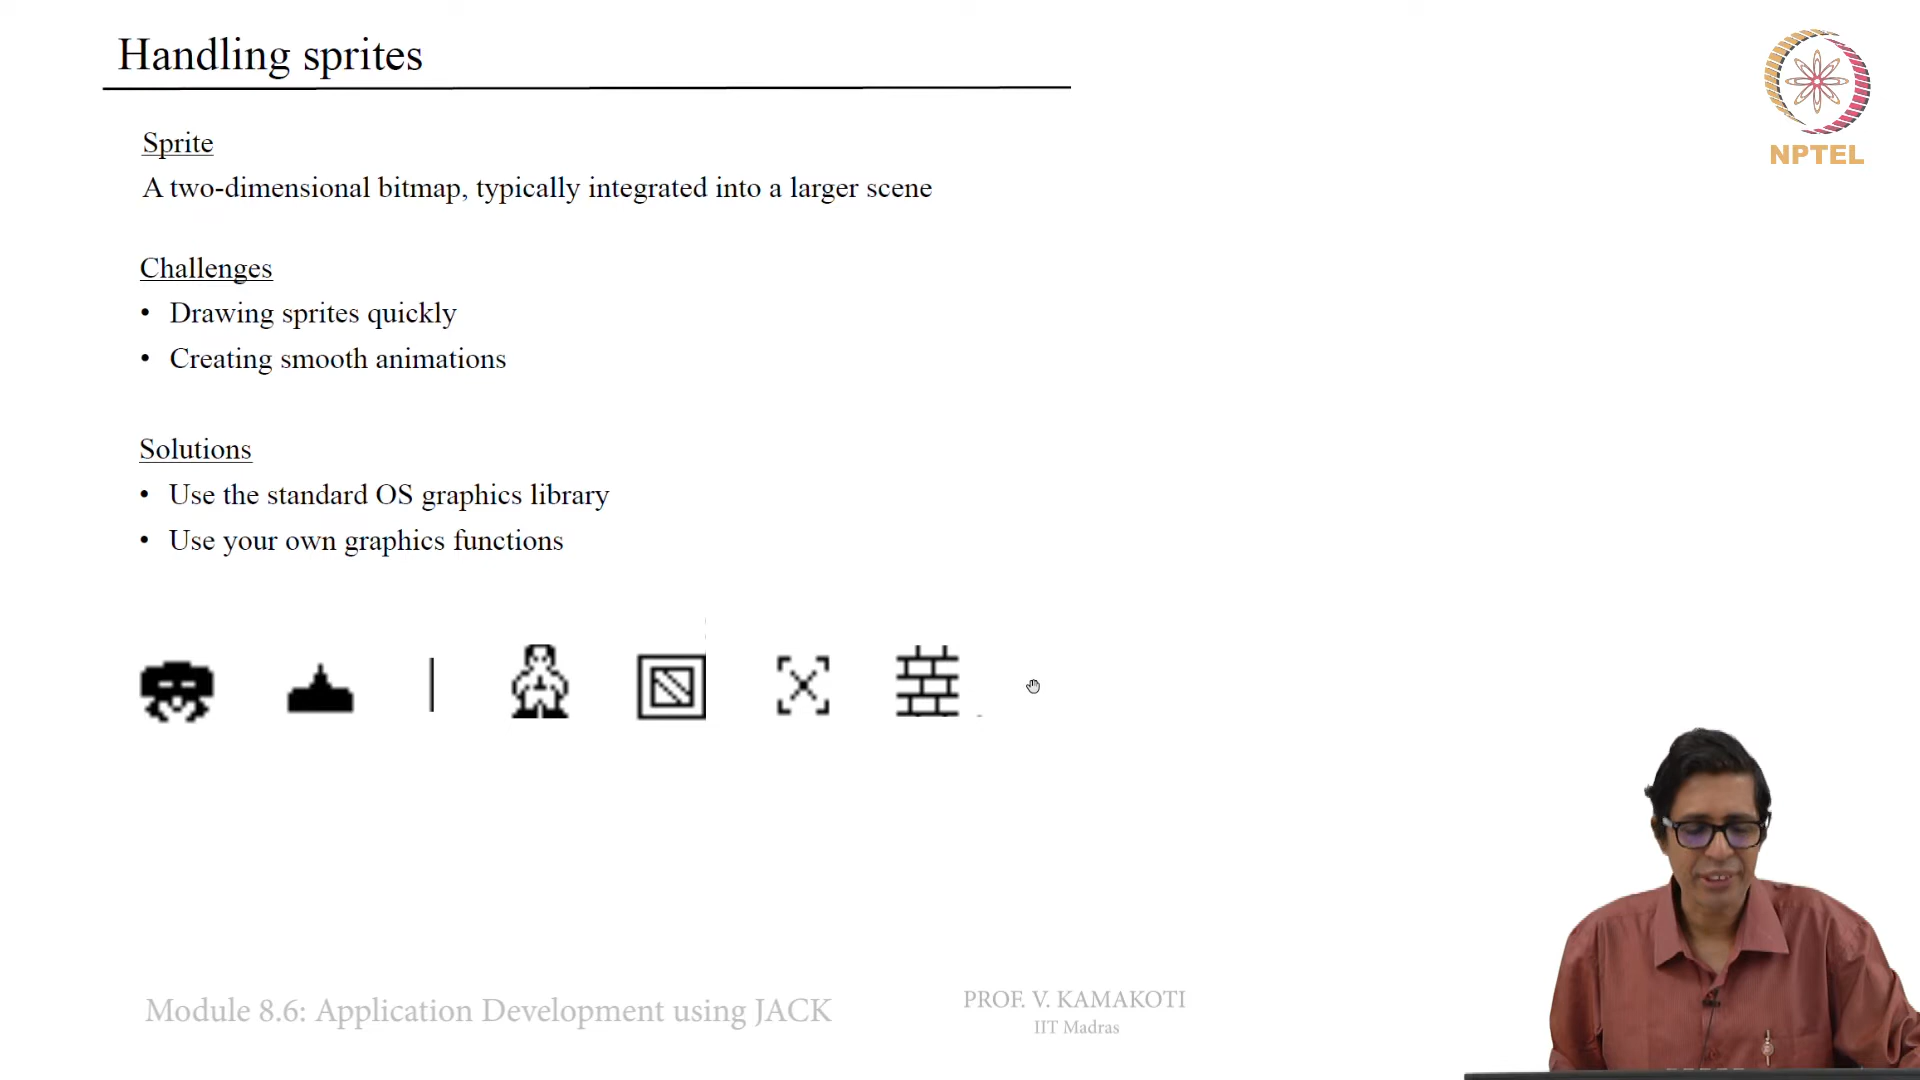 Handling sprites
NPTEL
Sprite
A two-dimensional bitmap, typically integrated into a larger scene
Challenges
• Drawing sprites quickly
• Creating smooth animations
Solutions
• Use the standard OS graphics library
• Use your own graphics functions
Module 8.6: Application Development using JACK
PROF. V. KAMAKOTI
IIT Madras